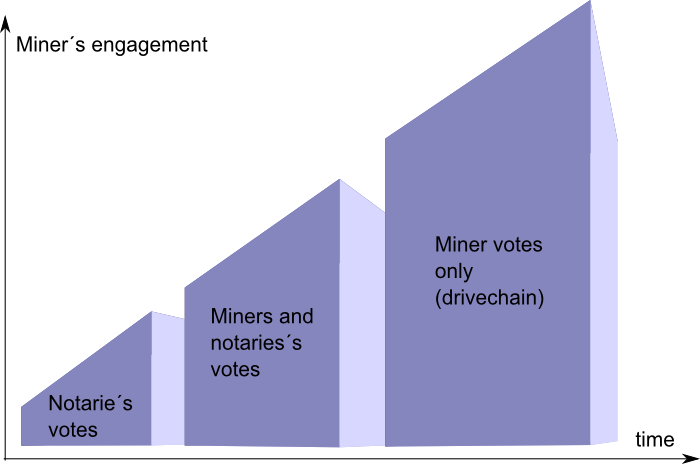 Miner´s engagement
Miner votes
only
(drivechain)
Miners and
notaries´s
votes
Notarie´s
votes
time